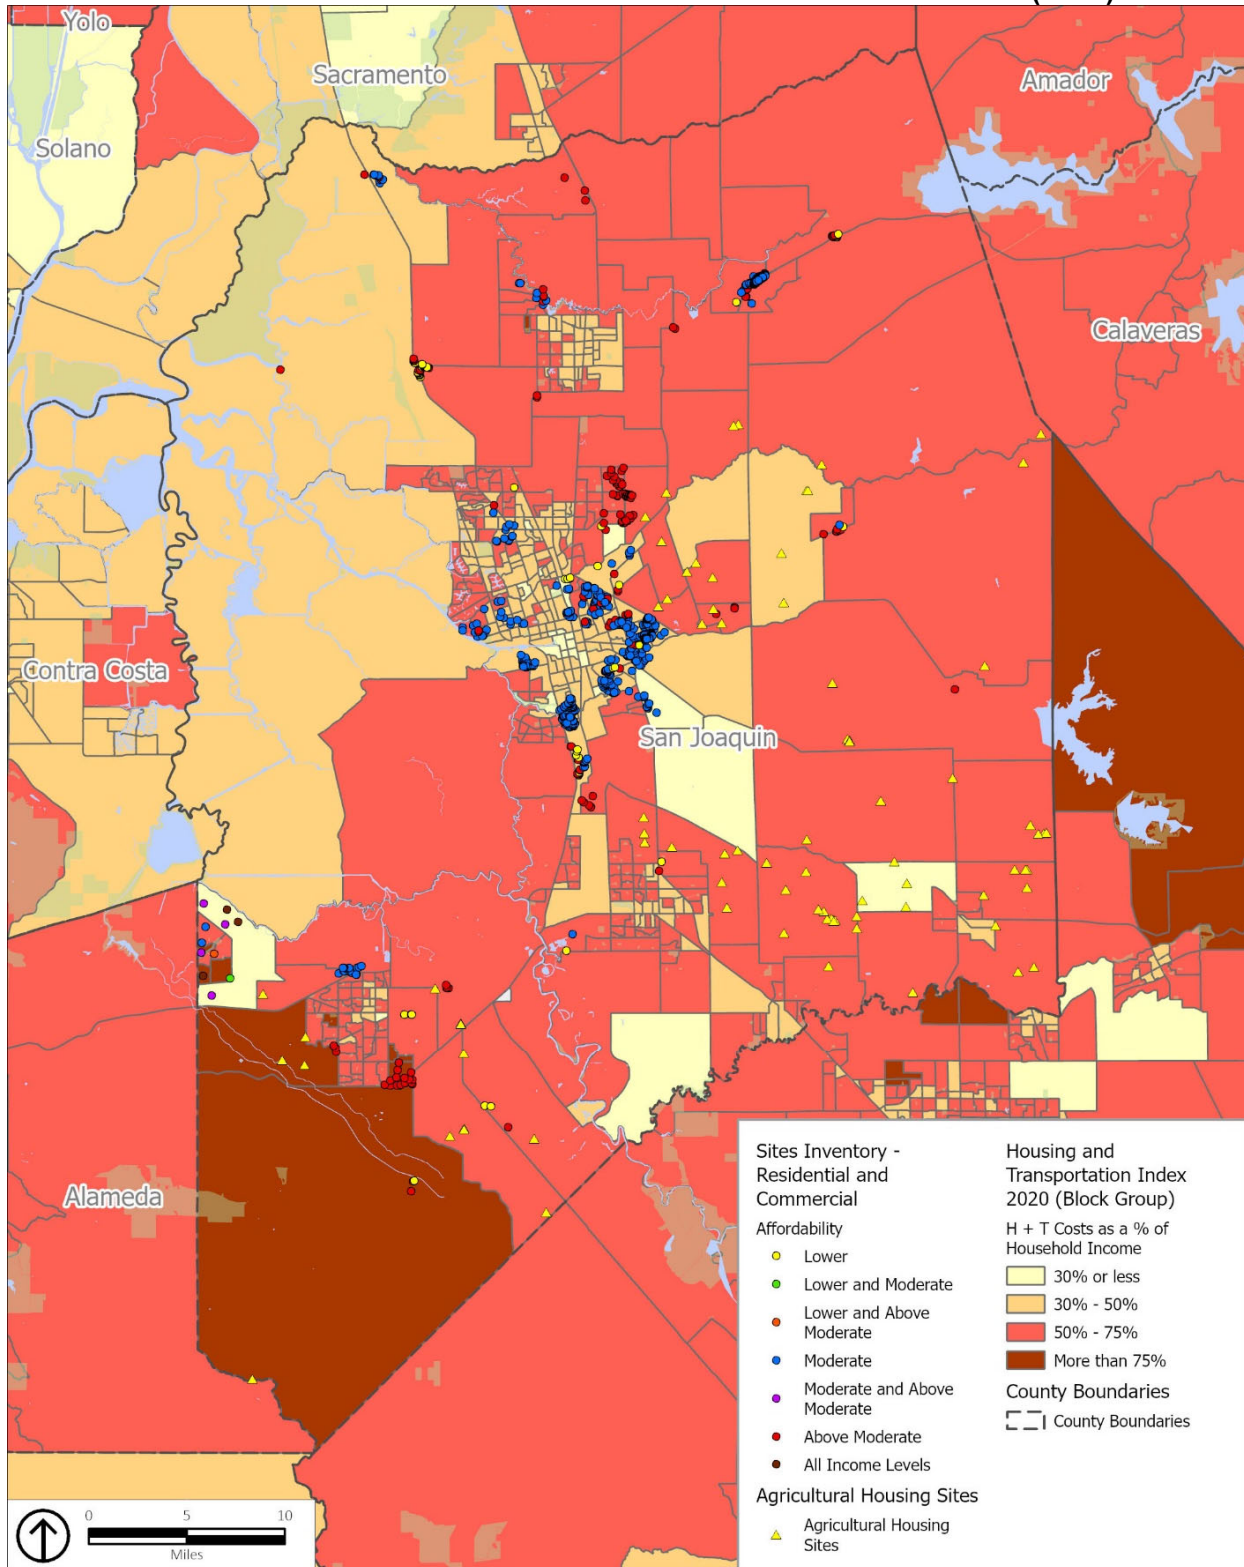 Yolo
Sacramento
Amador
Solano
Calaveras
Contra Costa
San Joaquin
Alameda
Sites Inventory -
Residential and
Commercial
Affordability
Lower
Lower and Moderate
Lower and Above
Moderate
Moderate
Moderate and Above
Moderate
Above Moderate
All Income Levels
Agricultural Housing Sites
Agricultural Housing
Sites
Housing and
Transportation Index
2020 (Block Group)
H + T Costs as a % of
Household Income
30% or less
30% - 50%
50% - 75%
More than 75%
County Boundaries
County Boundaries
0 5 10
Miles